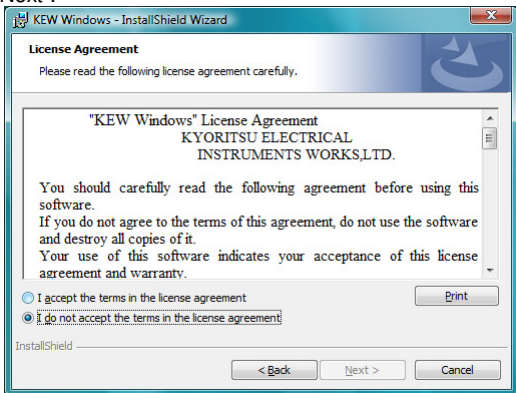 KEW Windows - InstallShield Wizard
License Agreement
Please read the following license agreement carefully.
"KEW Windows" License Agreement
KYORITSU ELECTRICAL
INSTRUMENTS WORKS,LTD.
You should carefully read the following agreement before using this
software.
If you do not agree to the terms of this agreement, do not use the software
and destroy all copies of it.
Your use of this software indicates your acceptance of this license
agreement and warranty.
I accept the terms in the license agreement
Print
I do not accept the terms in the license agreement
InstallShield
< Back
Next >
Cancel